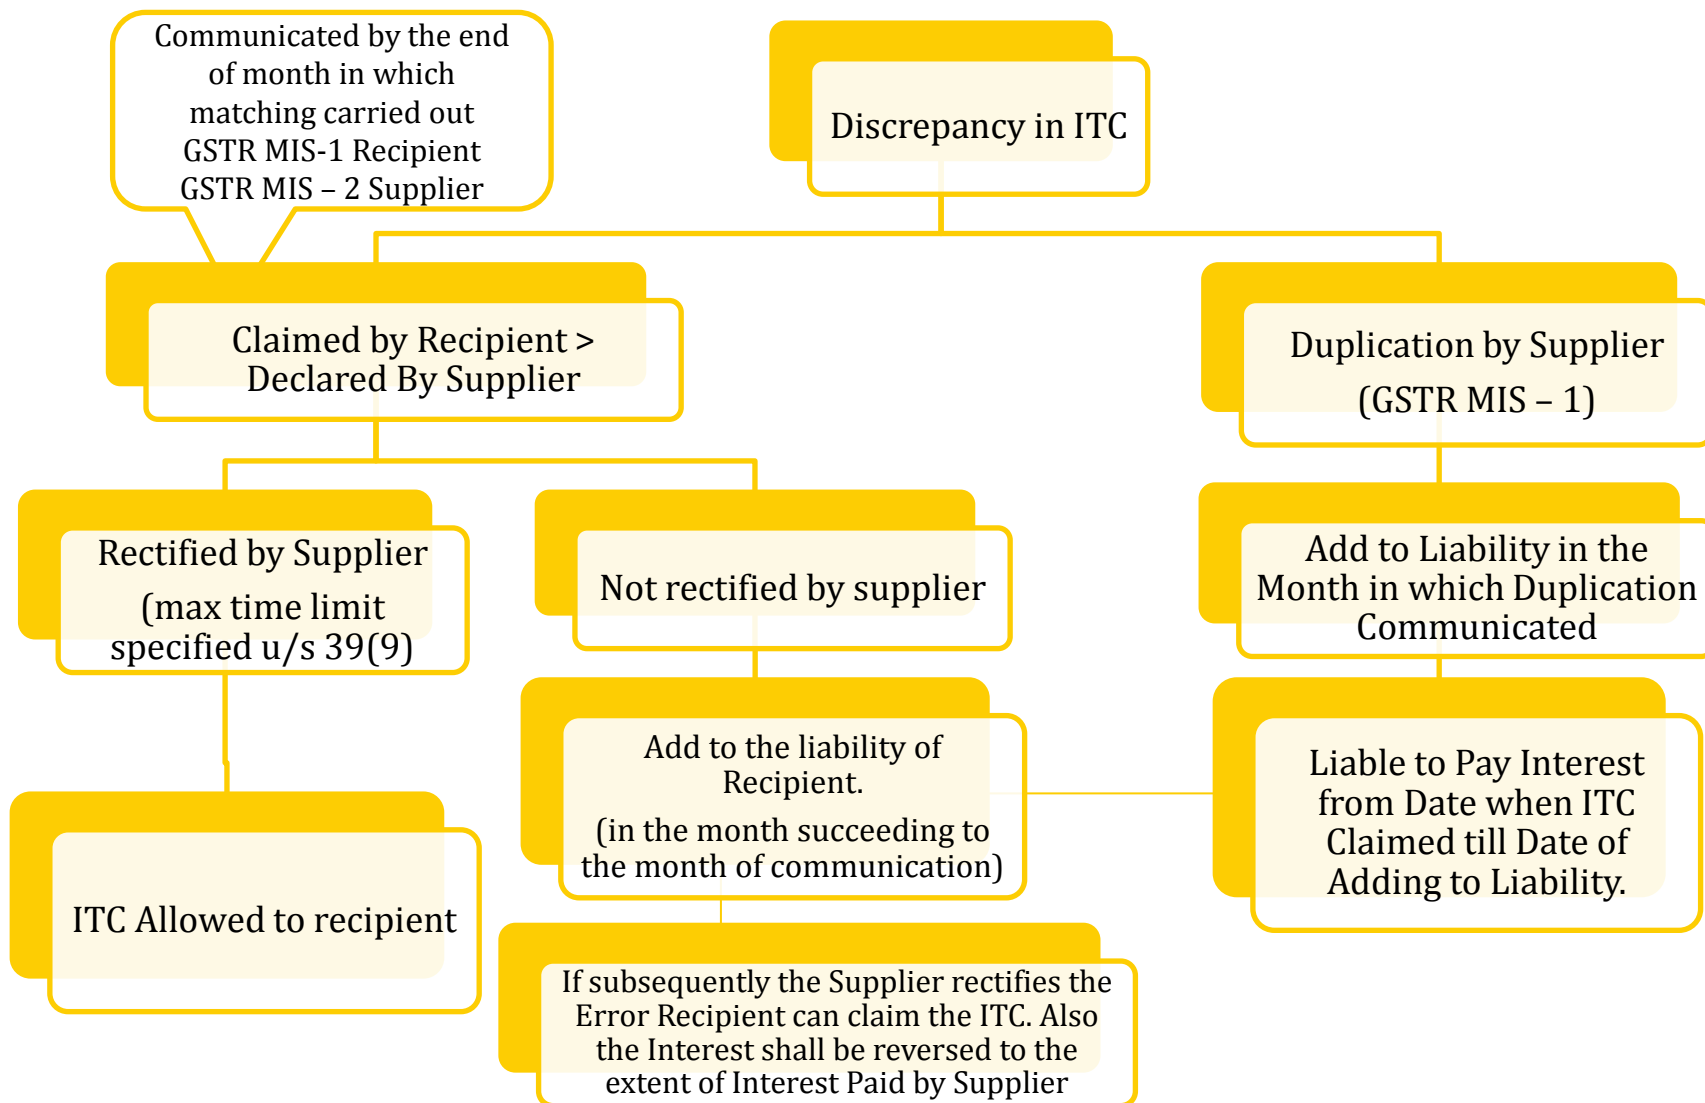 Communicated by the end
of month in which
matching carried out
GSTR MIS-1 Recipient
GSTR MIS – 2 Supplier
Discrepancy in ITC
Claimed by Recipient >
Declared By Supplier
Duplication by Supplier
(GSTR MIS – 1)
Rectified by Supplier
(max time limit
specified u/s 39(9)
Not rectified by supplier
Add to Liability in the
Month in which Duplication
Communicated
Add to the liability of
Recipient.
(in the month succeeding to
the month of communication)
Liable to Pay Interest
from Date when ITC
Claimed till Date of
Adding to Liability.
ITC Allowed to recipient
If subsequently the Supplier rectifies the
Error Recipient can claim the ITC. Also
the Interest shall be reversed to the
extent of Interest Paid by Supplier